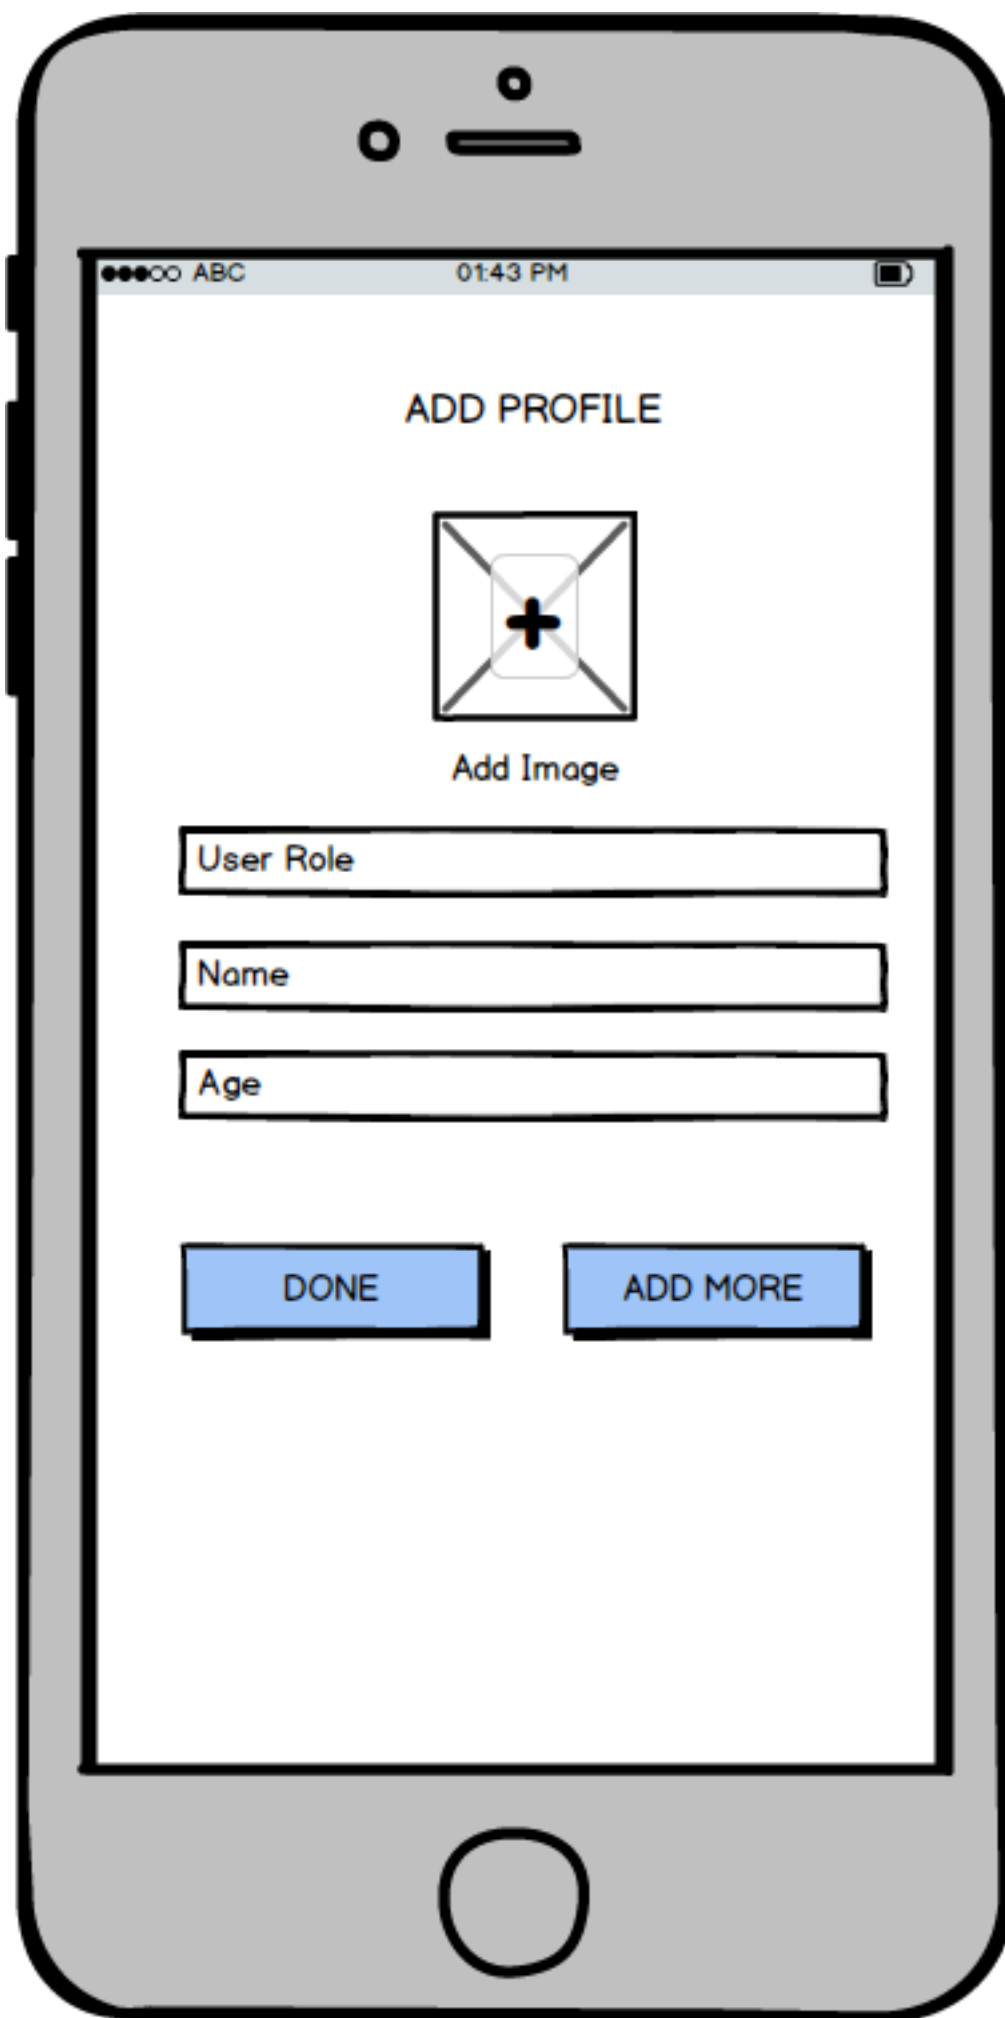 ABC 01:43 PM
ADD PROFILE
Add Image
User Role
Name
Age
DONE ADD MORE